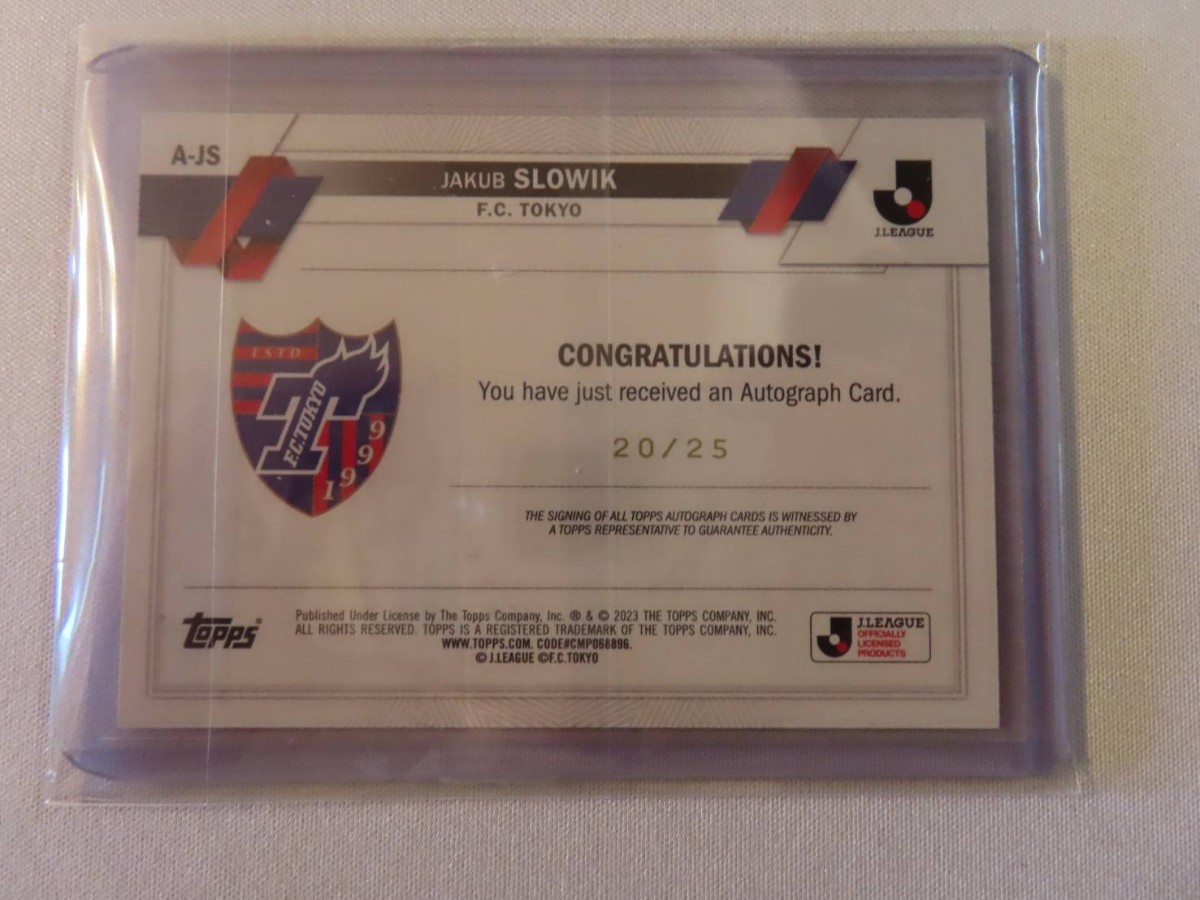 A-JS
JAKUB SLOWIK
F.C. TOKYO
J.LEAGUE
ESTD
F.C.TOKYO
1999
CONGRATULATIONS!
You have just received an Autograph Card.
20/25
THE SIGNING OF ALL TOPPS AUTOGRAPH CARDS IS WITNESSED BY
A TOPPS REPRESENTATIVE TO GUARANTEE AUTHENTICITY.
topps®
Published Under License by The Topps Company, Inc. ® & © 2023 THE TOPPS COMPANY, INC.
ALL RIGHTS RESERVED. TOPPS IS A REGISTERED TRADEMARK OF THE TOPPS COMPANY, INC.
WWW.TOPPS.COM. CODE#CMP068896.
© J.LEAGUE ©F.C.TOKYO
J.LEAGUE
OFFICIALLY
LICENSED
PRODUCTS